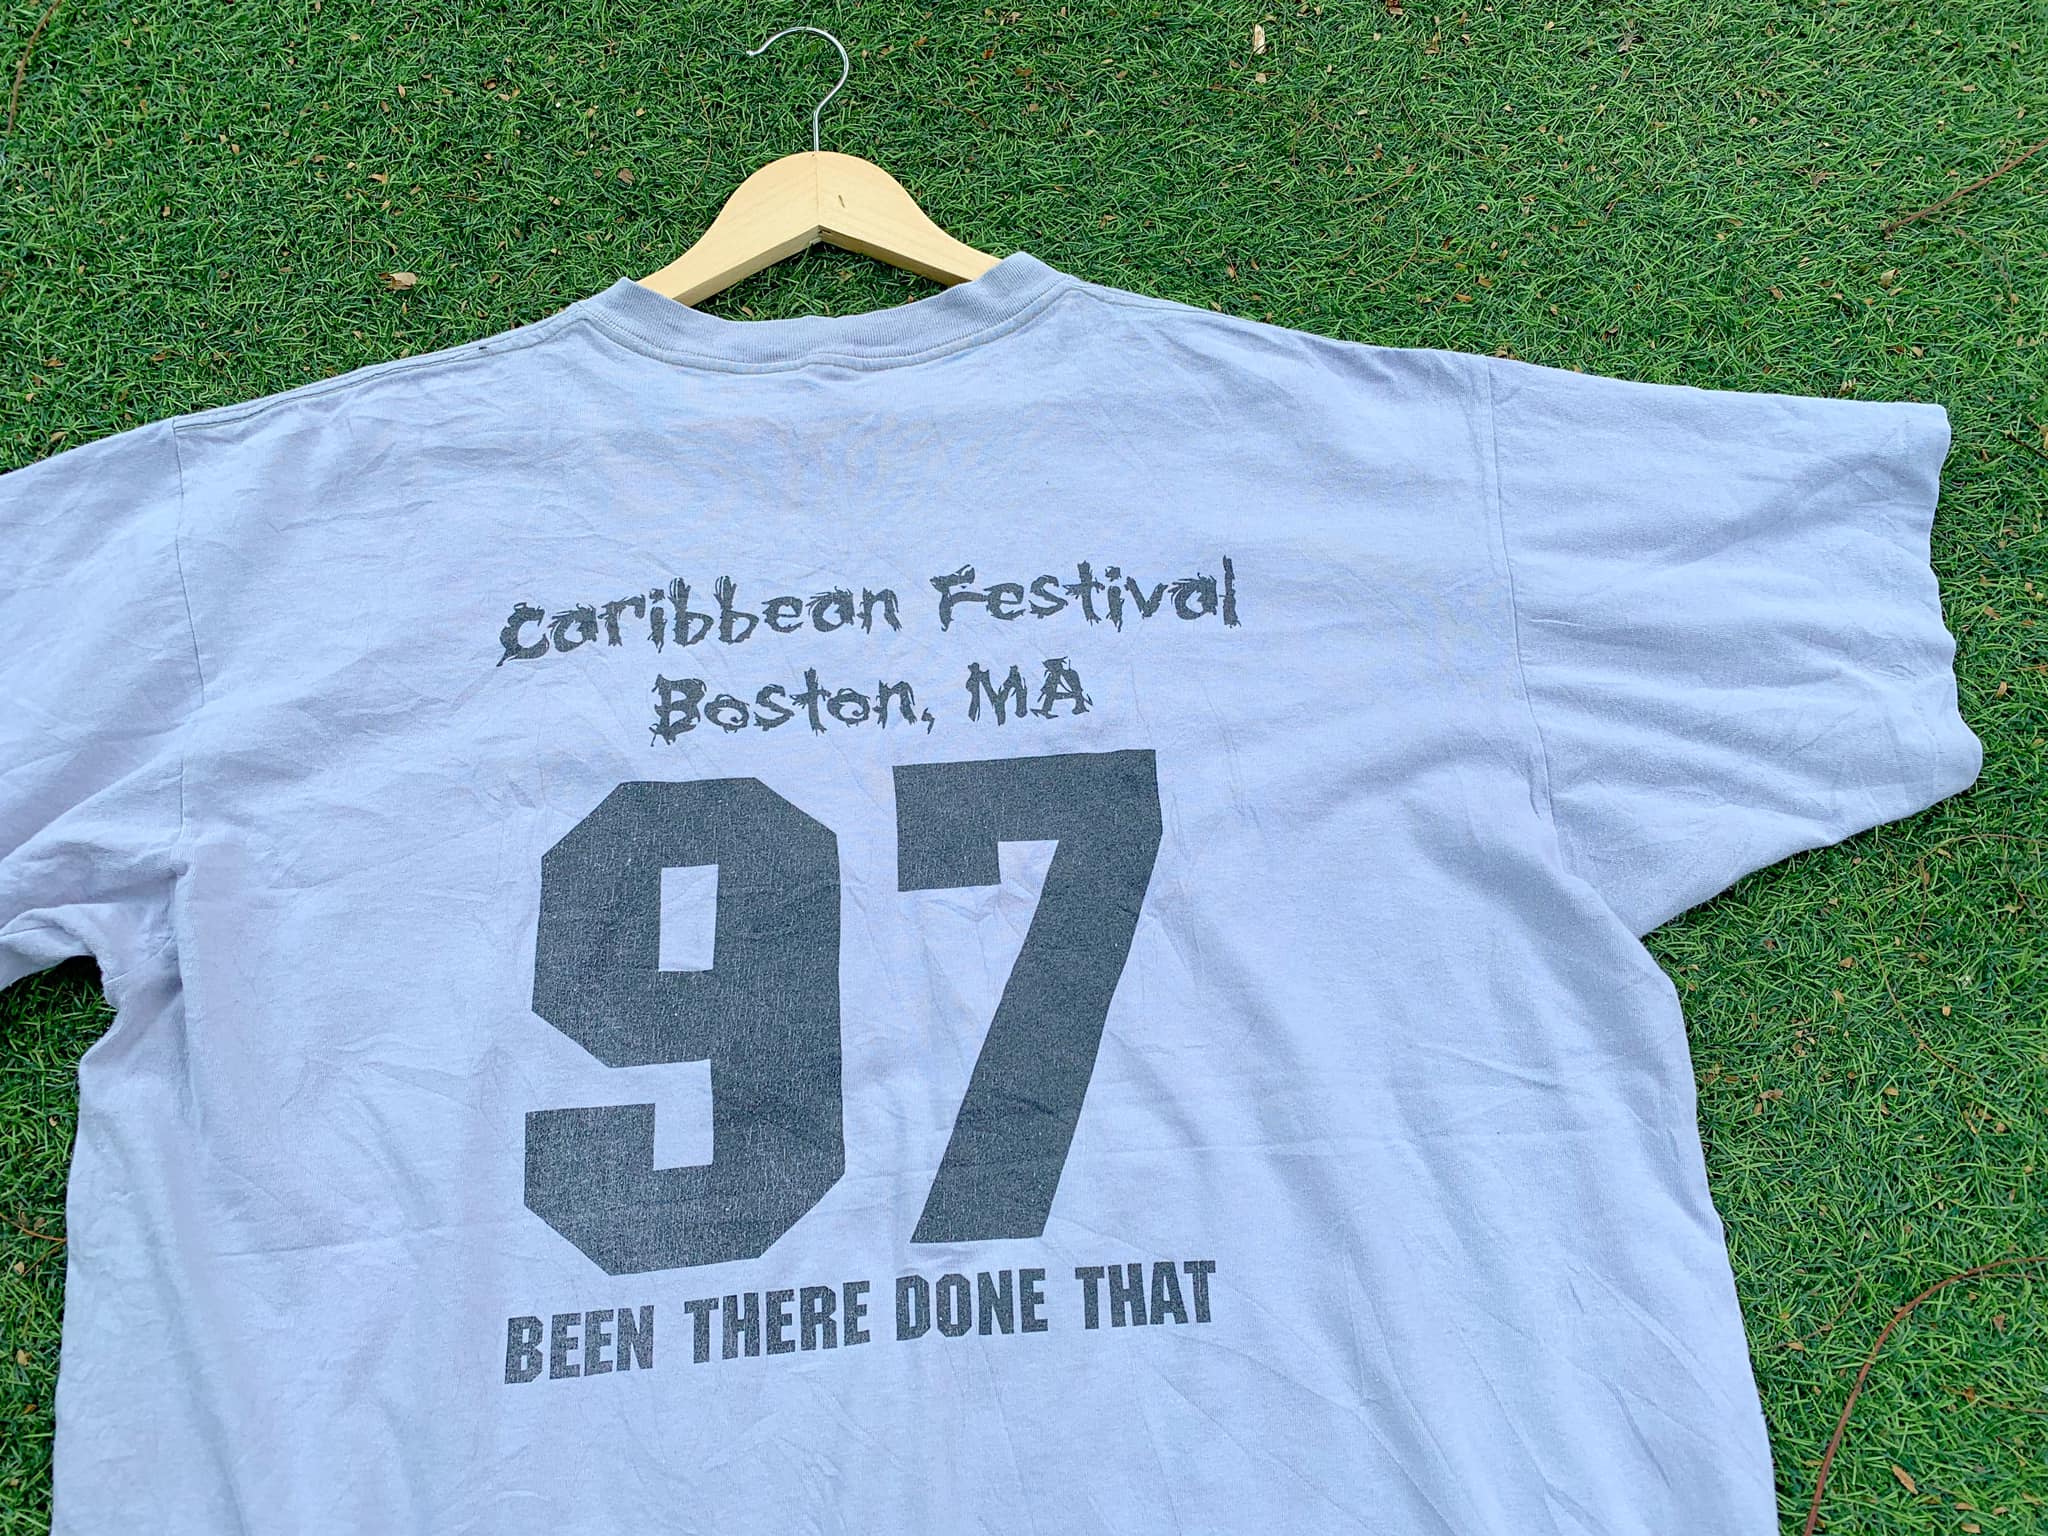 Caribbean Festival
Boston, MA
97
BEEN THERE DONE THAT